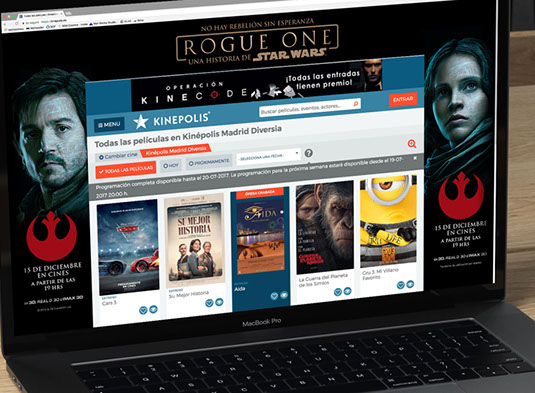 NO HAY REBELIÓN SIN ESPERANZA
ROGUE ONE
UNA HISTORIA DE STAR WARS
OPERACIÓN
KINECODE
¡Todas las entradas
tienen premio!
MENU
KINEPOLIS
Buscar películas, eventos, actores...
ENTRAR
Todas las películas en Kinépolis Madrid Diversia
Cambiar cine
Kinépolis Madrid Diversia
TODAS LAS PELÍCULAS
HOY
PRÓXIMAMENTE
-SELECCIONA UNA FECHA-
?
Programación completa disponible hasta el 20-07-2017. La programación para la próxima semana estará disponible desde el 19-07-
2017 20:00 h.
ÓPERA GRABADA
SU MEJOR
HISTORIA
AIDA
ESTRENO
Cars 3
ESTRENO
Su Mejor Historia
ESTRENO
Aida
La Guerra del Planeta
de los Simios
Gru 3. Mi Villano
Favorito
15 DE DICIEMBRE
EN CINES
A PARTIR DE LAS
19 HRS
15 DE DICIEMBRE
EN CINES
A PARTIR DE LAS
19 HRS
MacBook Pro